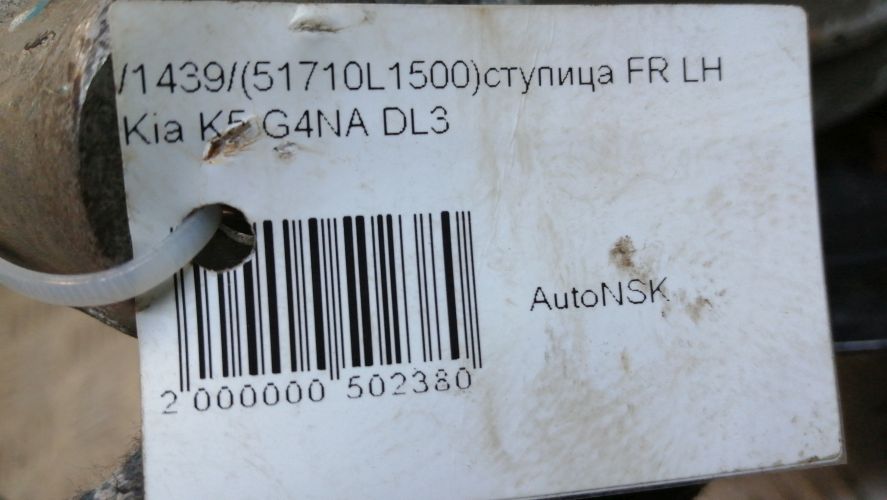 /1439/(51710L1500)ступица FR LH
Kia K5 G4NA DL3
AutoNSK
2 000000 502380